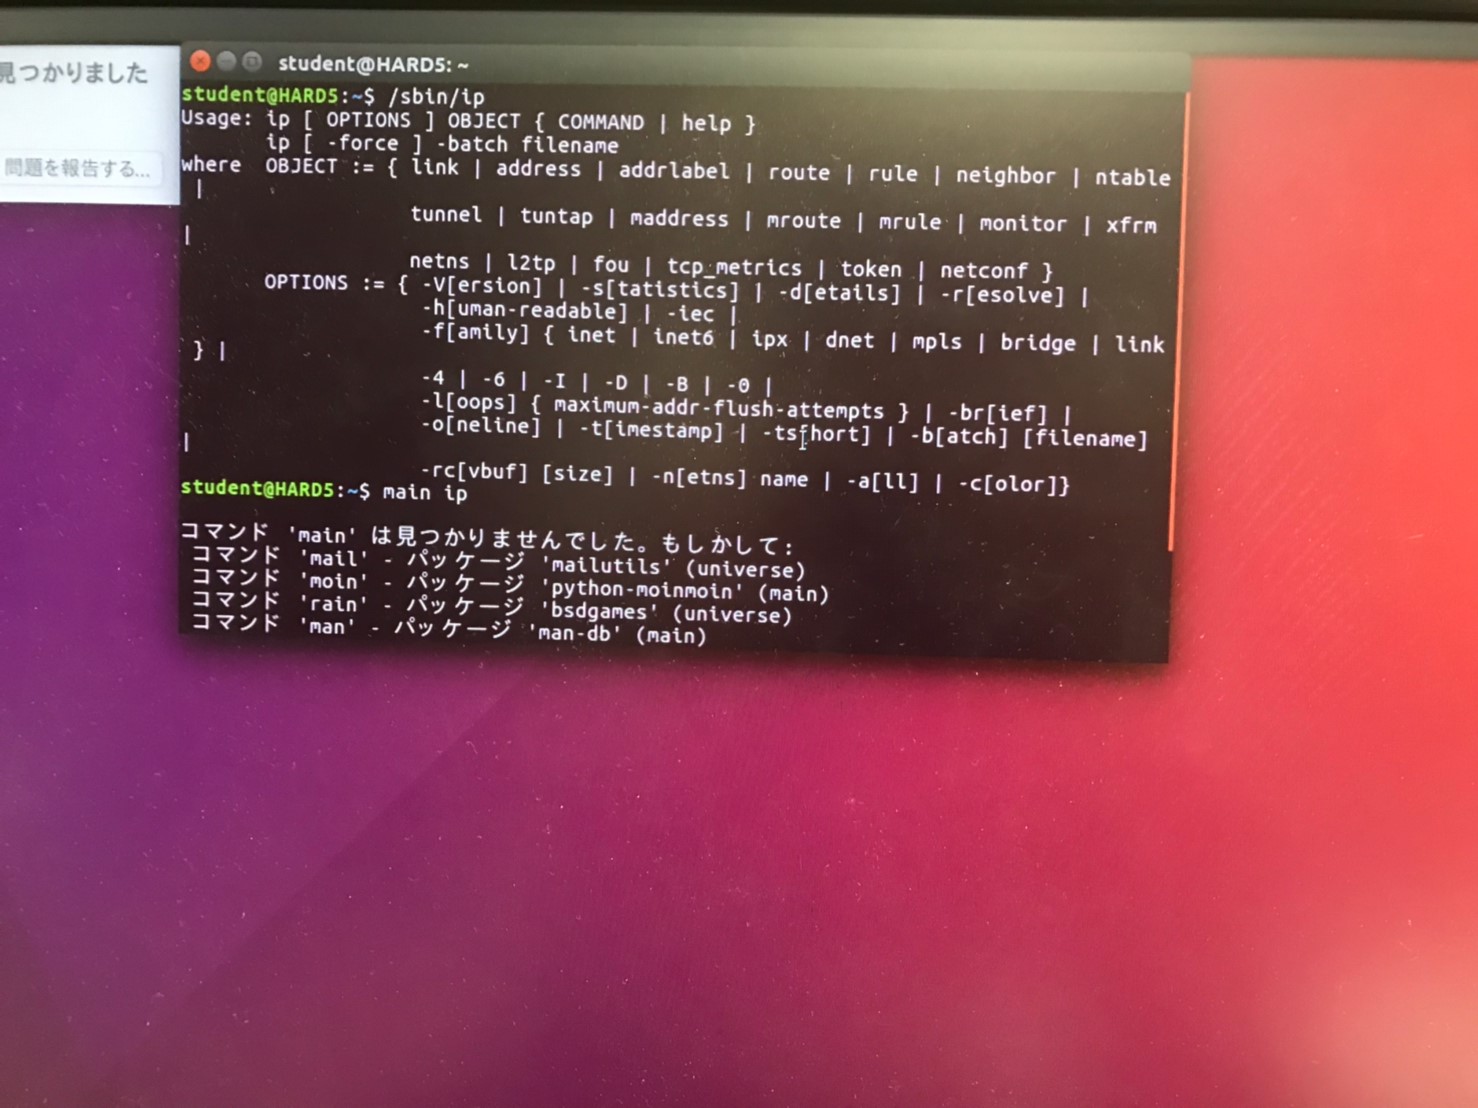 見つかりました
問題を報告する...
student@HARD5: ~
student@HARD5:~$ /sbin/ip
Usage: ip [ OPTIONS ] OBJECT { COMMAND | help }
ip [ -force ] -batch filename
where OBJECT := { link | address | addrlabel | route | rule | neighbor | ntable
|
tunnel | tuntap | maddress | mroute | mrule | monitor | xfrm
|
netns | l2tp | fou | tcp_metrics | token | netconf }
OPTIONS := { -V[ersion] | -s[tatistics] | -d[etails] | -r[esolve] |
-h[uman-readable] | -iec |
-f[amily] { inet | inet6 | ipx | dnet | mpls | bridge | link
} |
-4 | -6 | -I | -D | -B | -0 |
-l[oops] { maximum-addr-flush-attempts } | -br[ief] |
-o[neline] | -t[imestamp] | -ts[hort] | -b[atch] [filename]
|
-rc[vbuf] [size] | -n[etns] name | -a[ll] | -c[olor]}
student@HARD5:~$ main ip
コマンド 'main' は見つかりませんでした。もしかして:
コマンド 'mail' - パッケージ 'mailutils' (universe)
コマンド 'moin' - パッケージ 'python-moinmoin' (main)
コマンド 'rain' - パッケージ 'bsdgames' (universe)
コマンド 'man' - パッケージ 'man-db' (main)